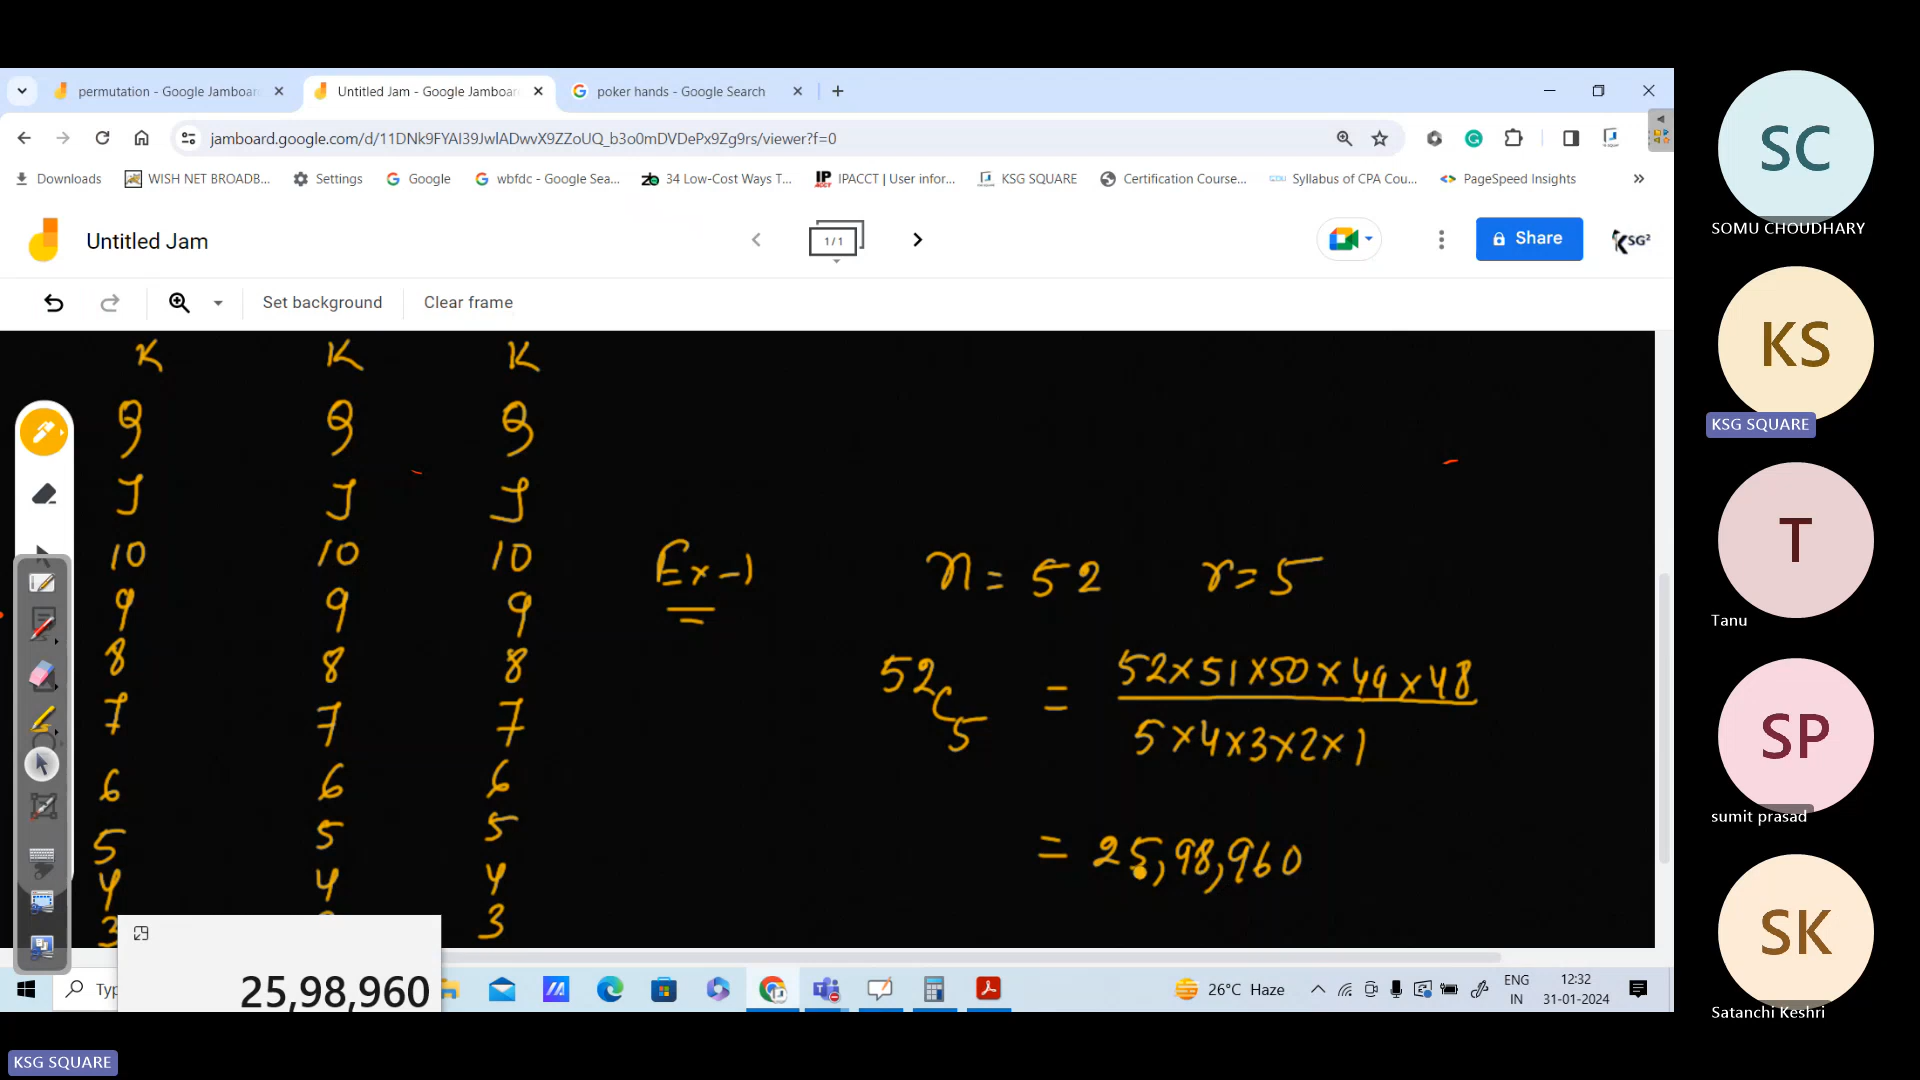 permutation - Google Jamboar
Untitled Jam - Google Jamboar
poker hands - Google Search
jamboard.google.com/d/11DNk9FYAI39JwlADwvX9ZZoUQ_b3o0mDVDePx9Zg9rs/viewer?f=0
Downloads WISH NET BROADB... Settings Google wbfdc - Google Sea... 34 Low-Cost Ways T... IPACCT | User infor... KSG SQUARE Certification Course... Syllabus of CPA Cou... PageSpeed Insights
Untitled Jam
1/1
Share
KSG²
Set background Clear frame
K K K
Q Q Q
J J J
10 10 10
9 9 9
8 8 8
7 7 7
6 6 6
5 5 5
4 4 4
3 3
Ex-1 n = 52 r = 5
52C5 = 52×51×50×49×48
5×4×3×2×1
= 25,98,960
25,98,960
Typ
26°C Haze
ENG
IN
12:32
31-01-2024
SC
SOMU CHOUDHARY
KS
KSG SQUARE
T
Tanu
SP
sumit prasad
SK
Satanchi Keshri
KSG SQUARE